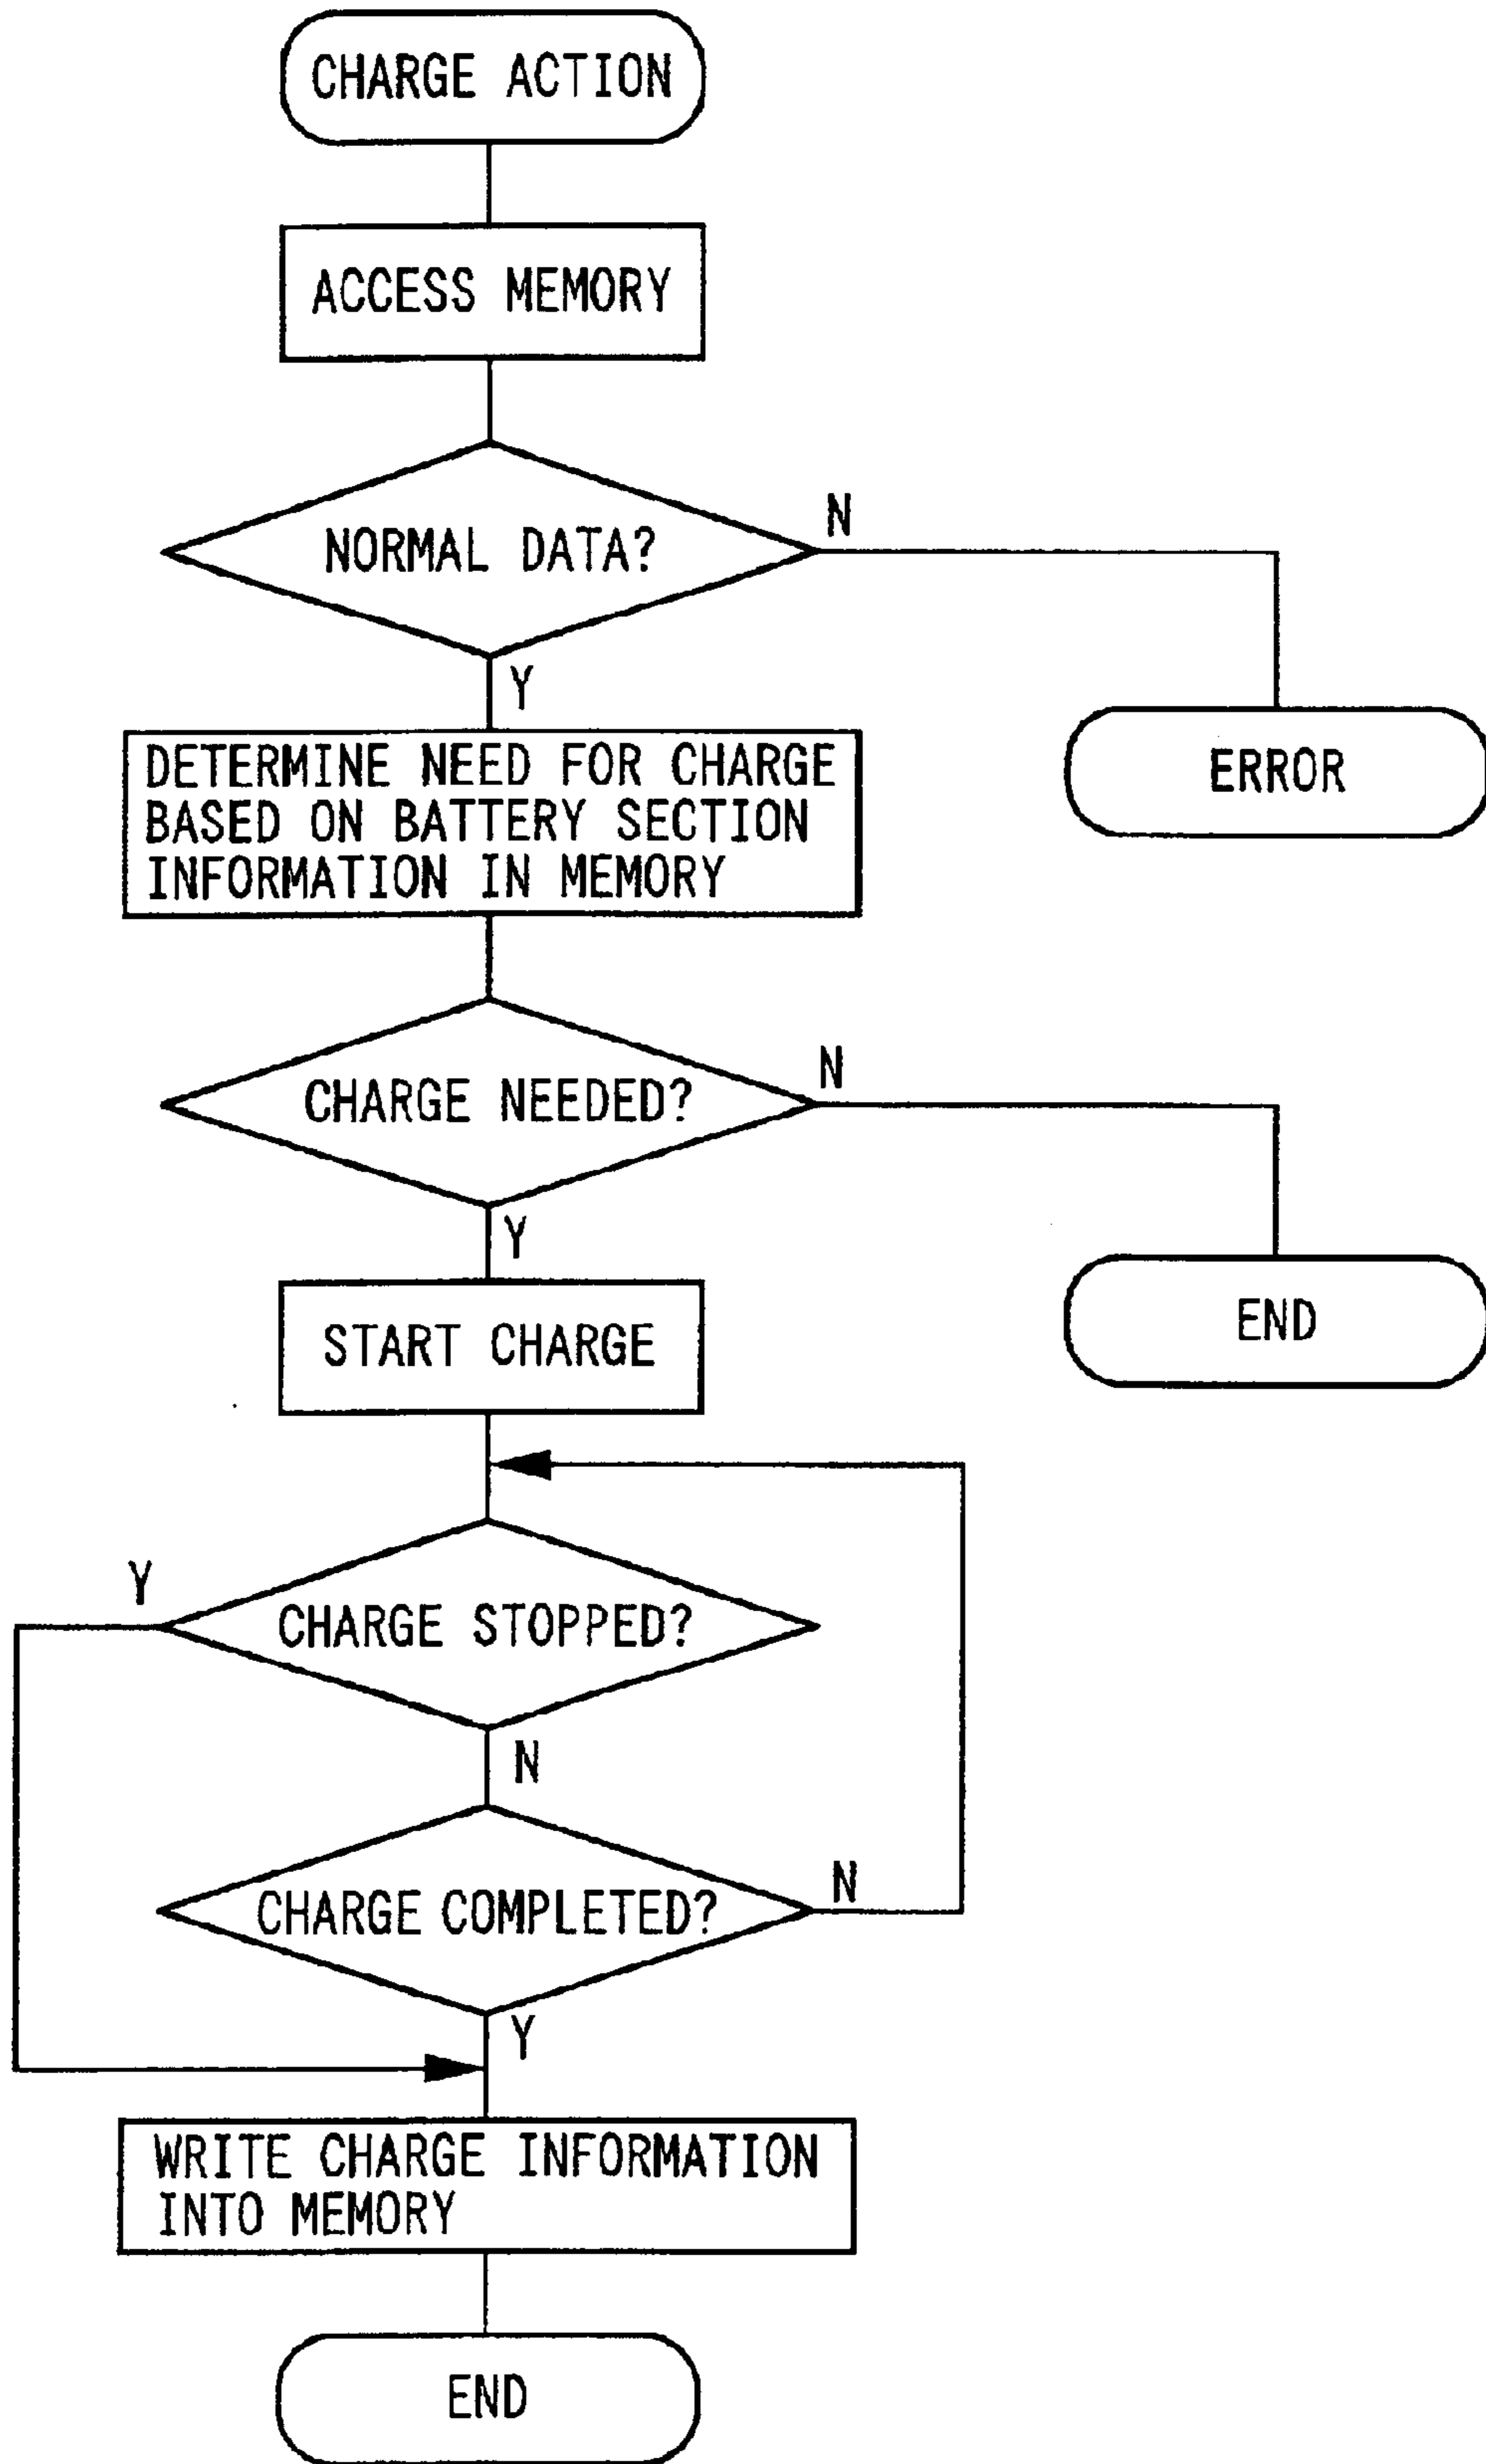 CHARGE ACTION
ACCESS MEMORY
NORMAL DATA?
N
Y
DETERMINE NEED FOR CHARGE
BASED ON BATTERY SECTION
INFORMATION IN MEMORY
ERROR
CHARGE NEEDED?
N
Y
START CHARGE
END
Y
CHARGE STOPPED?
N
CHARGE COMPLETED?
N
Y
WRITE CHARGE INFORMATION
INTO MEMORY
END